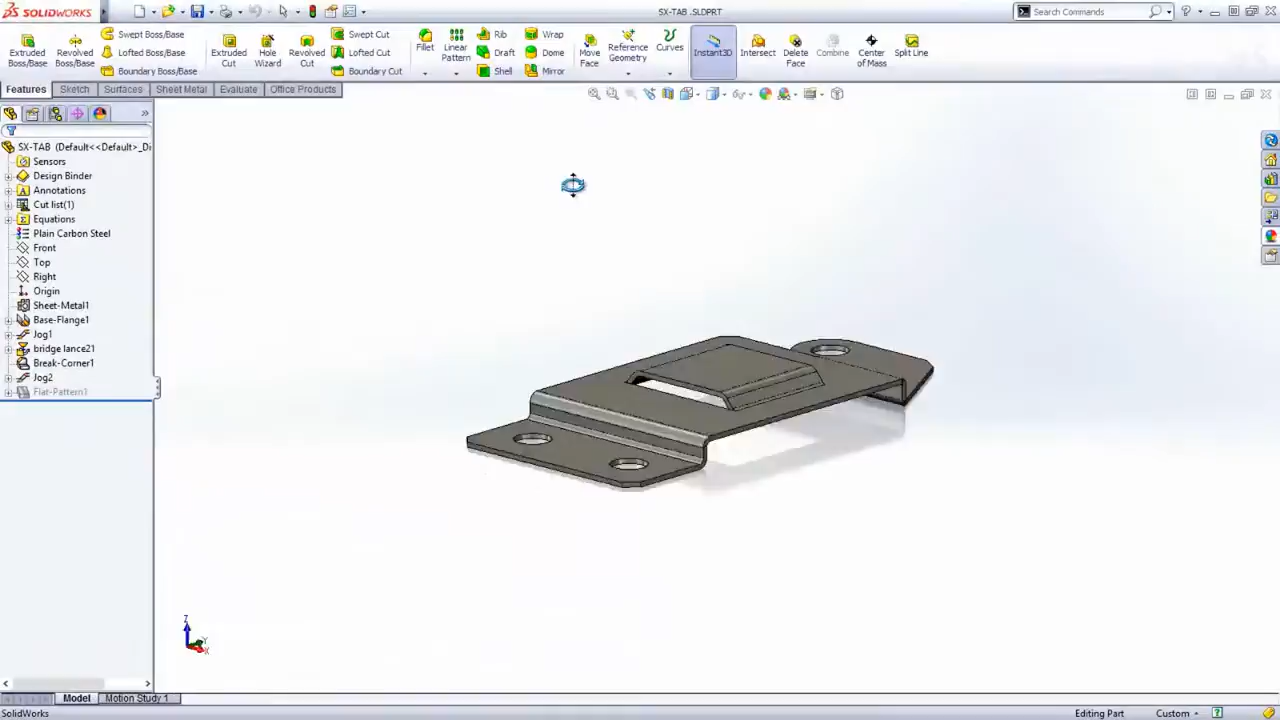 SOLIDWORKS
SX-TAB .SLDPRT
Search Commands
Extruded Boss/Base
Revolved Boss/Base
Swept Boss/Base
Lofted Boss/Base
Boundary Boss/Base
Extruded Cut
Hole Wizard
Revolved Cut
Swept Cut
Lofted Cut
Boundary Cut
Fillet
Linear Pattern
Rib
Draft
Shell
Wrap
Dome
Mirror
Move Face
Reference Geometry
Curves
Instant3D
Intersect
Delete Face
Combine
Center of Mass
Split Line
Features Sketch Surfaces Sheet Metal Evaluate Office Products
SX-TAB (Default<<Default>_Di
Sensors
Design Binder
Annotations
Cut list(1)
Equations
Plain Carbon Steel
Front
Top
Right
Origin
Sheet-Metal1
Base-Flange1
Jog1
bridge lance21
Break-Corner1
Jog2
Flat-Pattern1
Z
Y
X
Model Motion Study 1
SolidWorks
Editing Part
Custom